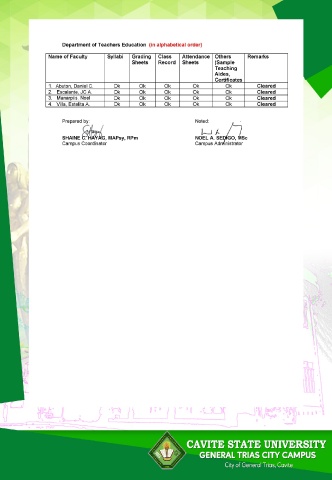 Department of Teachers Education (in alphabetical order)
Name of Faculty Syllabi Grading Sheets Class Record Attendance Sheets Others (Sample Teaching Aides, Certificates Remarks
1. Aburon, Daniel C. Ok Ok Ok Ok Ok Cleared
2. Escalante, JC A. Ok Ok Ok Ok Ok Cleared
3. Manarpiis, Noel Ok Ok Ok Ok Ok Cleared
4. Villa, Estelita A. Ok Ok Ok Ok Ok Cleared
Prepared by: Noted:
SHAINE C. HAYAG, MAPsy, RPm NOEL A. SEDIGO, MSc
Campus Coordinator Campus Administrator
CAVITE STATE UNIVERSITY
GENERAL TRIAS CITY CAMPUS
City of General Trias, Cavite